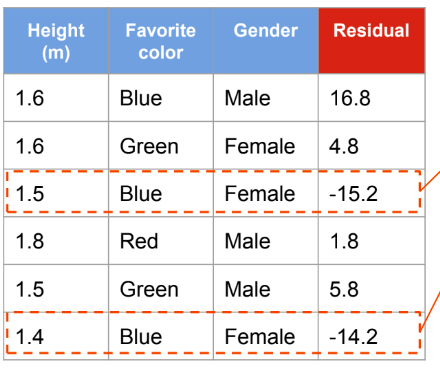 Height (m) Favorite color Gender Residual
1.6 Blue Male 16.8
1.6 Green Female 4.8
1.5 Blue Female -15.2
1.8 Red Male 1.8
1.5 Green Male 5.8
1.4 Blue Female -14.2